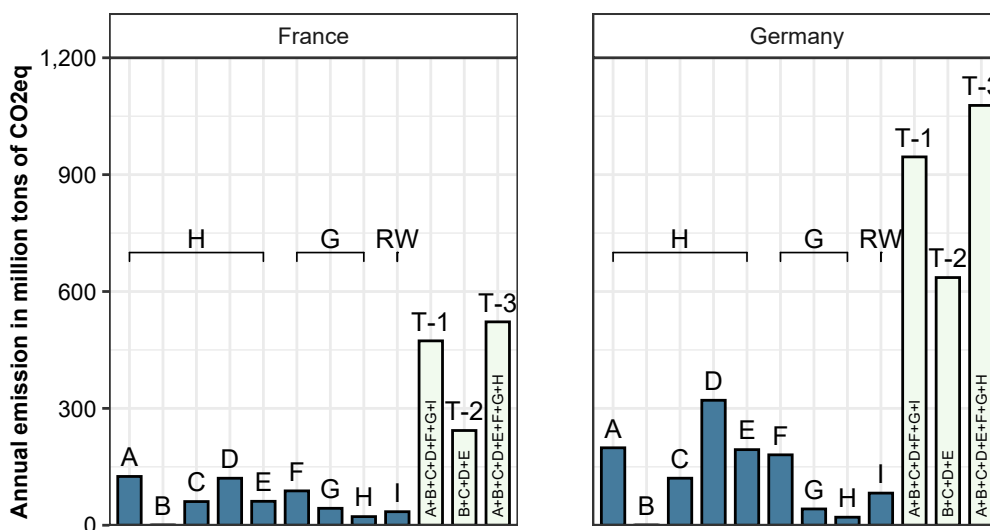 France
Germany
Annual emission in million tons of CO2eq
1,200
900
600
300
0
H
G
RW
A
B
C
D
E
F
G
H
I
T-1
T-2
T-3
A+B+C+D+F+G+I
B+C+D+E
A+B+C+D+E+F+G+H
H
G
RW
A
B
C
D
E
F
G
H
I
T-1
T-2
T-3
A+B+C+D+F+G+I
B+C+D+E
A+B+C+D+E+F+G+H